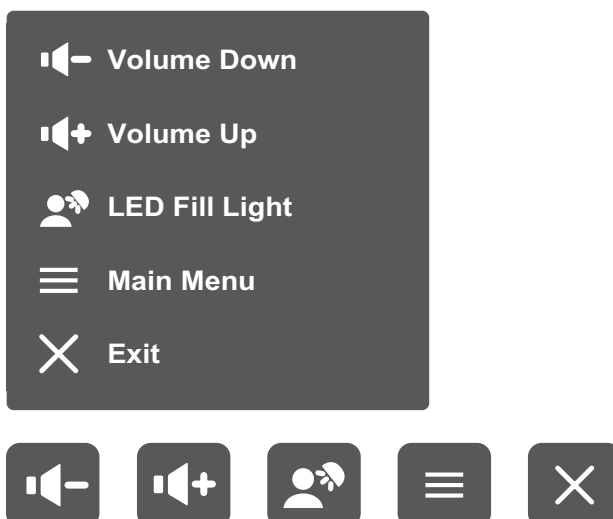 Volume Down
Volume Up
LED Fill Light
Main Menu
Exit